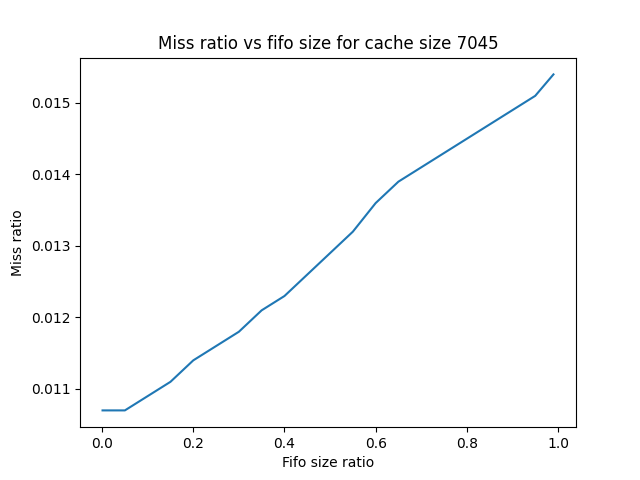 Miss ratio vs fifo size for cache size 7045
0.015
0.014
0.013
0.012
0.011
Miss ratio
0.0 0.2 0.4 0.6 0.8 1.0
Fifo size ratio